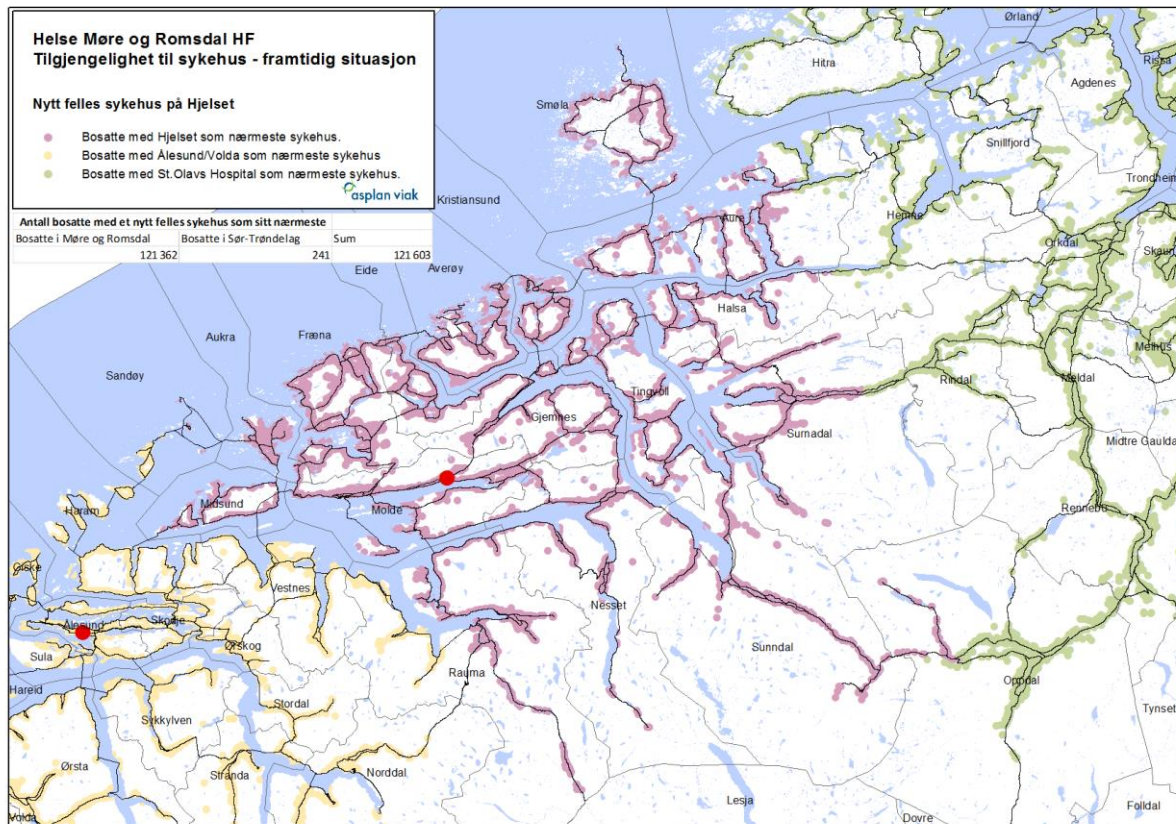 Helse Møre og Romsdal HF
Tilgjengelighet til sykehus - framtidig situasjon
Nytt felles sykehus på Hjelset
Bosatte med Hjelset som nærmeste sykehus.
Bosatte med Ålesund/Volda som nærmeste sykehus
Bosatte med St.Olavs Hospital som nærmeste sykehus.
asplan viak
Antall bosatte med et nytt felles sykehus som sitt nærmeste
Bosatte i Møre og Romsdal Bosatte i Sør-Trøndelag Sum
121 362 241 121 603
Ørland
Hitra
Rissa
Agdenes
Smøla
Snillfjord
Trondheim
Kristiansund
Aure
Hemne
Orkdal
Skaun
Eide
Averøy
Halsa
Aukra
Fræna
Melhus
Sandøy
Rindal
Meldal
Tingvoll
Gjemnes
Surnadal
Midtre Gauldal
Midsund
Molde
Haram
Rennebu
Giske
Vestnes
Nesset
Ålesund
Skodje
Sula
Ørskog
Sunndal
Rauma
Oppdal
Hareid
Stordal
Sykkylven
Tynset
Ørsta
Stranda
Norddal
Lesja
Folldal
Volda
Dovre